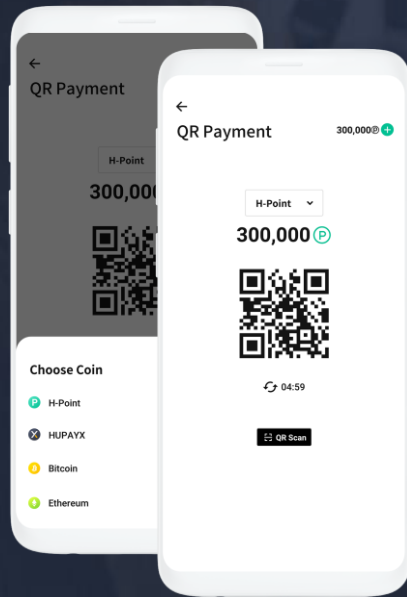 QR Payment
H-Point
300,00
Choose Coin
H-Point
HUPAYX
Bitcoin
Ethereum
QR Payment
300,000 P +
H-Point
300,000 P
04:59
QR Scan